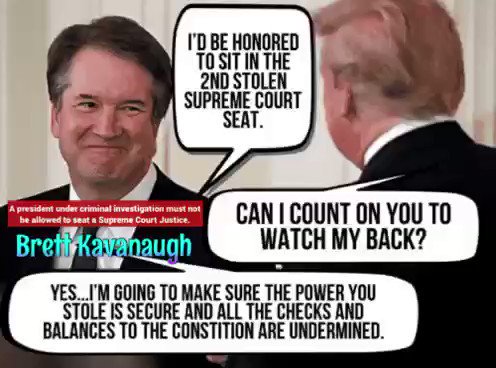 I'D BE HONORED
TO SIT IN THE
2ND STOLEN
SUPREME COURT
SEAT.
A president under criminal investigation must not
be allowed to seat a Supreme Court Justice.
Brett Kavanaugh
CAN I COUNT ON YOU TO
WATCH MY BACK?
YES...I'M GOING TO MAKE SURE THE POWER YOU
STOLE IS SECURE AND ALL THE CHECKS AND
BALANCES TO THE CONSTITION ARE UNDERMINED.